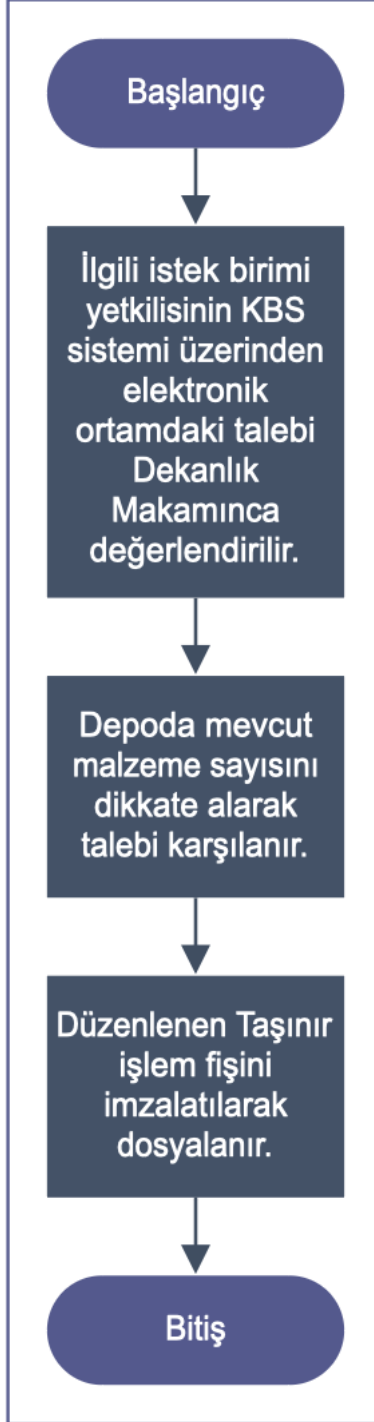 Başlangıç
İlgili istek birimi
yetkilisinin KBS
sistemi üzerinden
elektronik
ortamdaki talebi
Dekanlık
Makamınca
değerlendirilir.
Depoda mevcut
malzeme sayısını
dikkate alarak
talebi karşılanır.
Düzenlenen Taşınır
işlem fişini
imzalatılarak
dosyalanır.
Bitiş